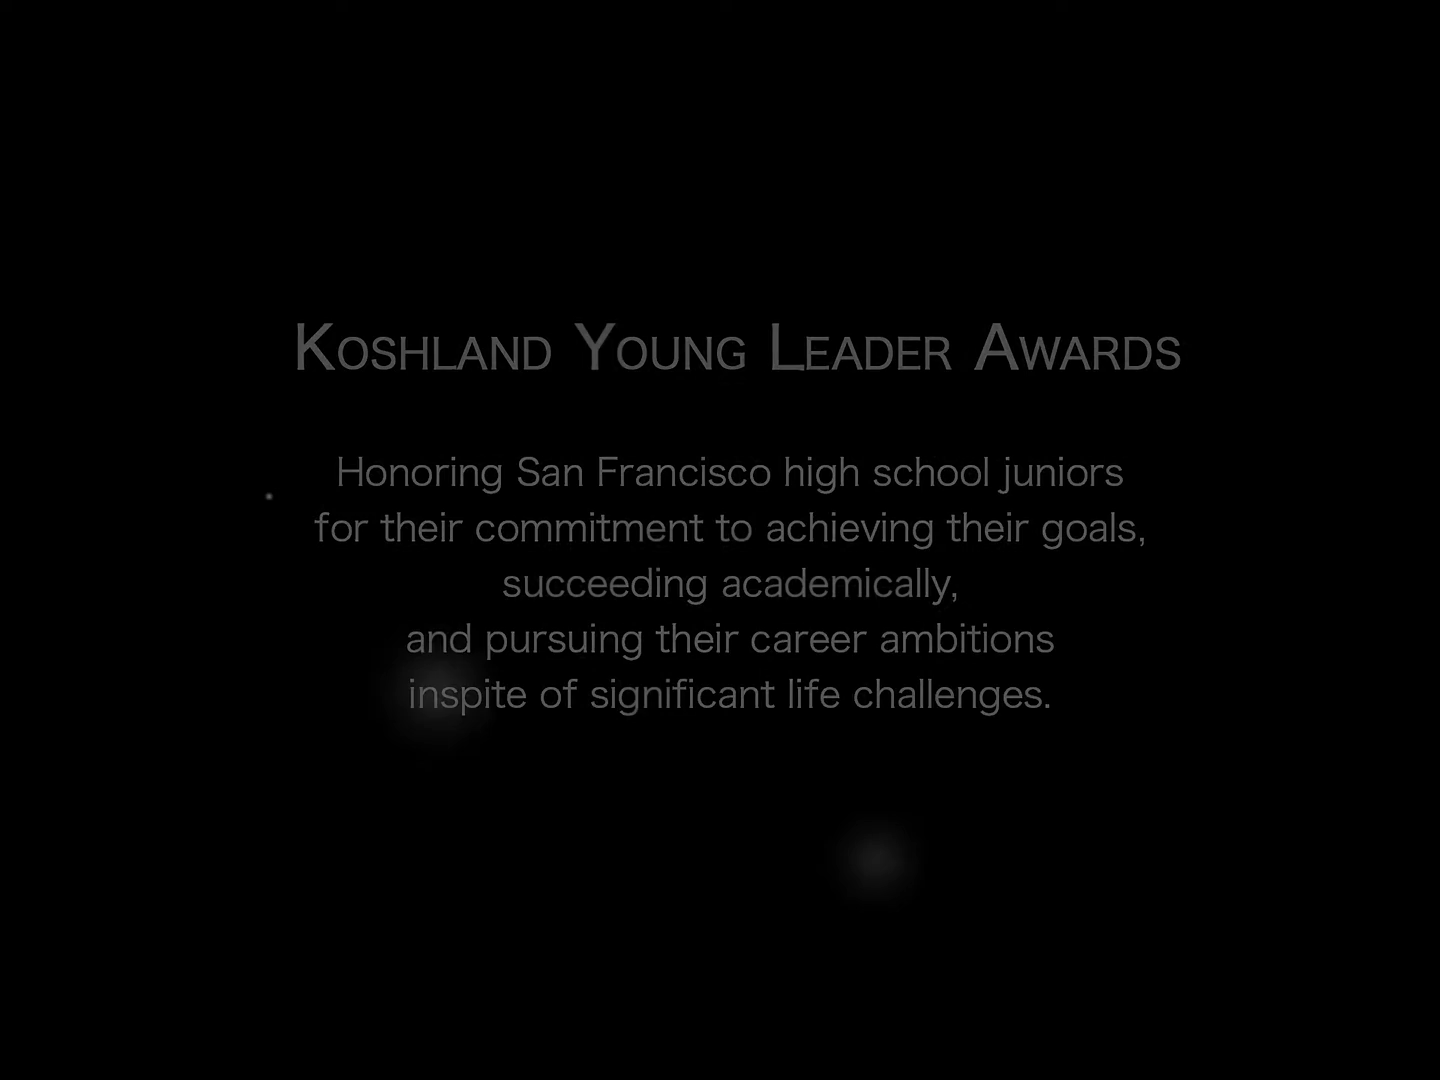 Koshland Young Leader Awards
Honoring San Francisco high school juniors
for their commitment to achieving their goals,
succeeding academically,
and pursuing their career ambitions
inspite of significant life challenges.